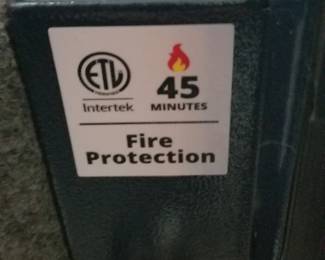 ETL
Intertek
45
MINUTES
Fire
Protection